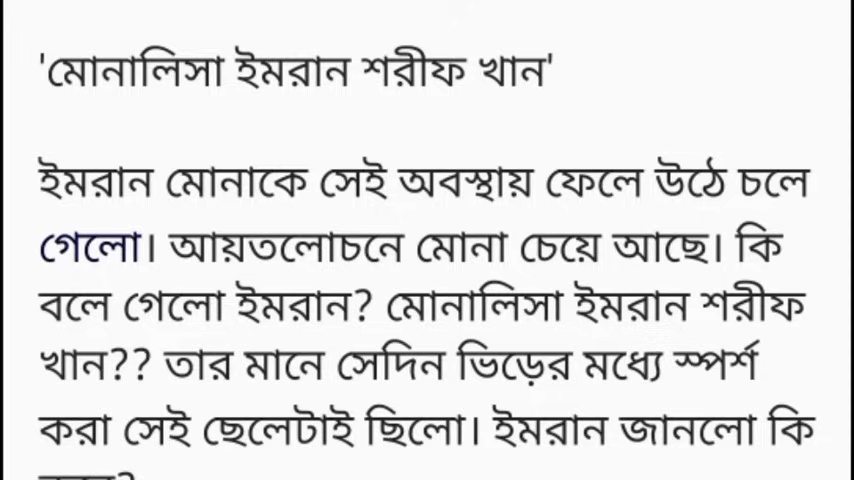 'মোনালিসা ইমরান শরীফ খান'
ইমরান মোনাকে সেই অবস্থায় ফেলে উঠে চলে
গেলো। আয়তলোচনে মোনা চেয়ে আছে। কি
বলে গেলো ইমরান? মোনালিসা ইমরান শরীফ
খান?? তার মানে সেদিন ভিড়ের মধ্যে স্পর্শ
করা সেই ছেলেটাই ছিলো। ইমরান জানলো কি